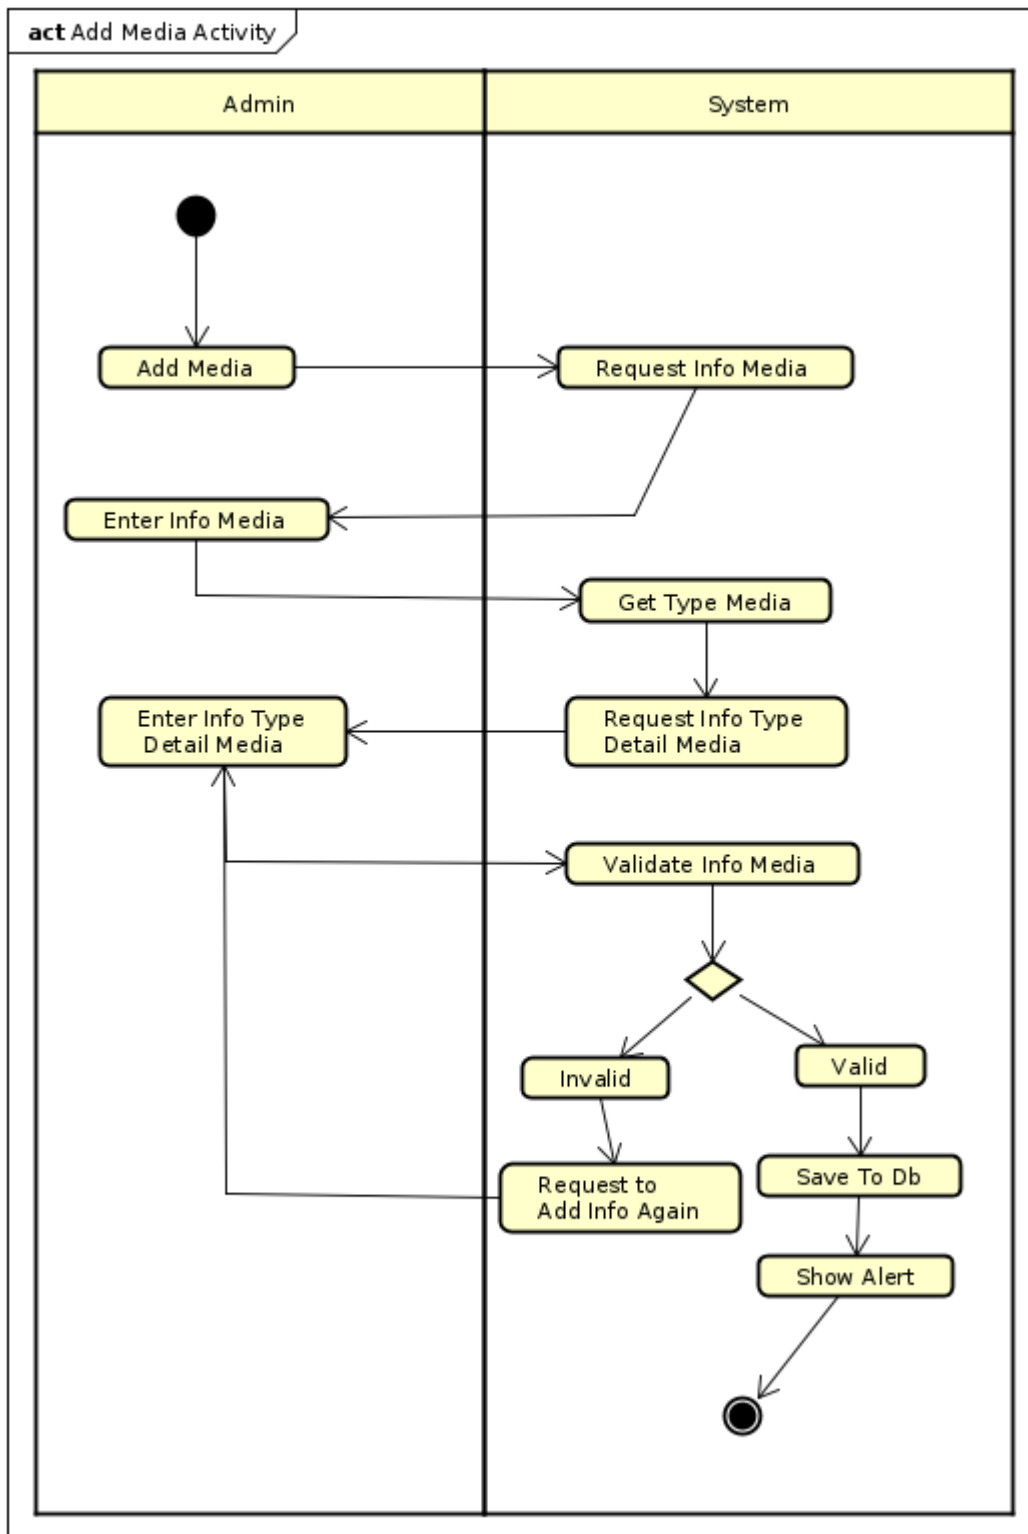 act Add Media Activity
Admin
System
Add Media
Request Info Media
Enter Info Media
Get Type Media
Enter Info Type
Detail Media
Request Info Type
Detail Media
Validate Info Media
Invalid
Valid
Request to
Add Info Again
Save To Db
Show Alert